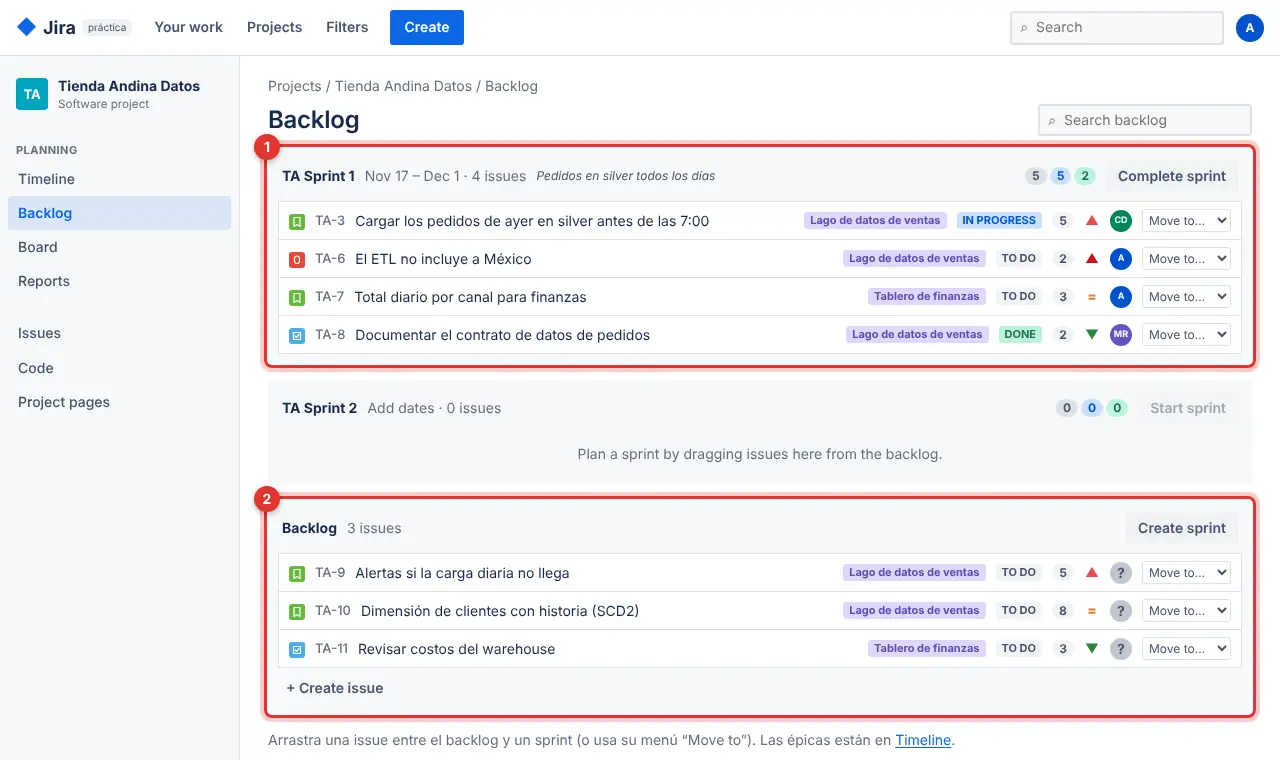 Jira práctica Your work Projects Filters Create Search A
TA Tienda Andina Datos
Software project
PLANNING
Timeline
Backlog
Board
Reports
Issues
Code
Project pages
Projects / Tienda Andina Datos / Backlog
Backlog
Search backlog
1
TA Sprint 1 Nov 17 – Dec 1 · 4 issues Pedidos en silver todos los días 5 5 2 Complete sprint
TA-3 Cargar los pedidos de ayer en silver antes de las 7:00 Lago de datos de ventas IN PROGRESS 5 CD Move to...
TA-6 El ETL no incluye a México Lago de datos de ventas TO DO 2 A Move to...
TA-7 Total diario por canal para finanzas Tablero de finanzas TO DO 3 = A Move to...
TA-8 Documentar el contrato de datos de pedidos Lago de datos de ventas DONE 2 MR Move to...
TA Sprint 2 Add dates · 0 issues 0 0 0 Start sprint
Plan a sprint by dragging issues here from the backlog.
2
Backlog 3 issues Create sprint
TA-9 Alertas si la carga diaria no llega Lago de datos de ventas TO DO 5 ? Move to...
TA-10 Dimensión de clientes con historia (SCD2) Lago de datos de ventas TO DO 8 = ? Move to...
TA-11 Revisar costos del warehouse Tablero de finanzas TO DO 3 ? Move to...
+ Create issue
Arrastra una issue entre el backlog y un sprint (o usa su menú “Move to”). Las épicas están en Timeline.